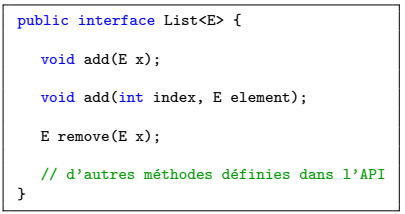 public interface List<E> {
void add(E x);
void add(int index, E element);
E remove(E x);
// d'autres méthodes définies dans l'API
}